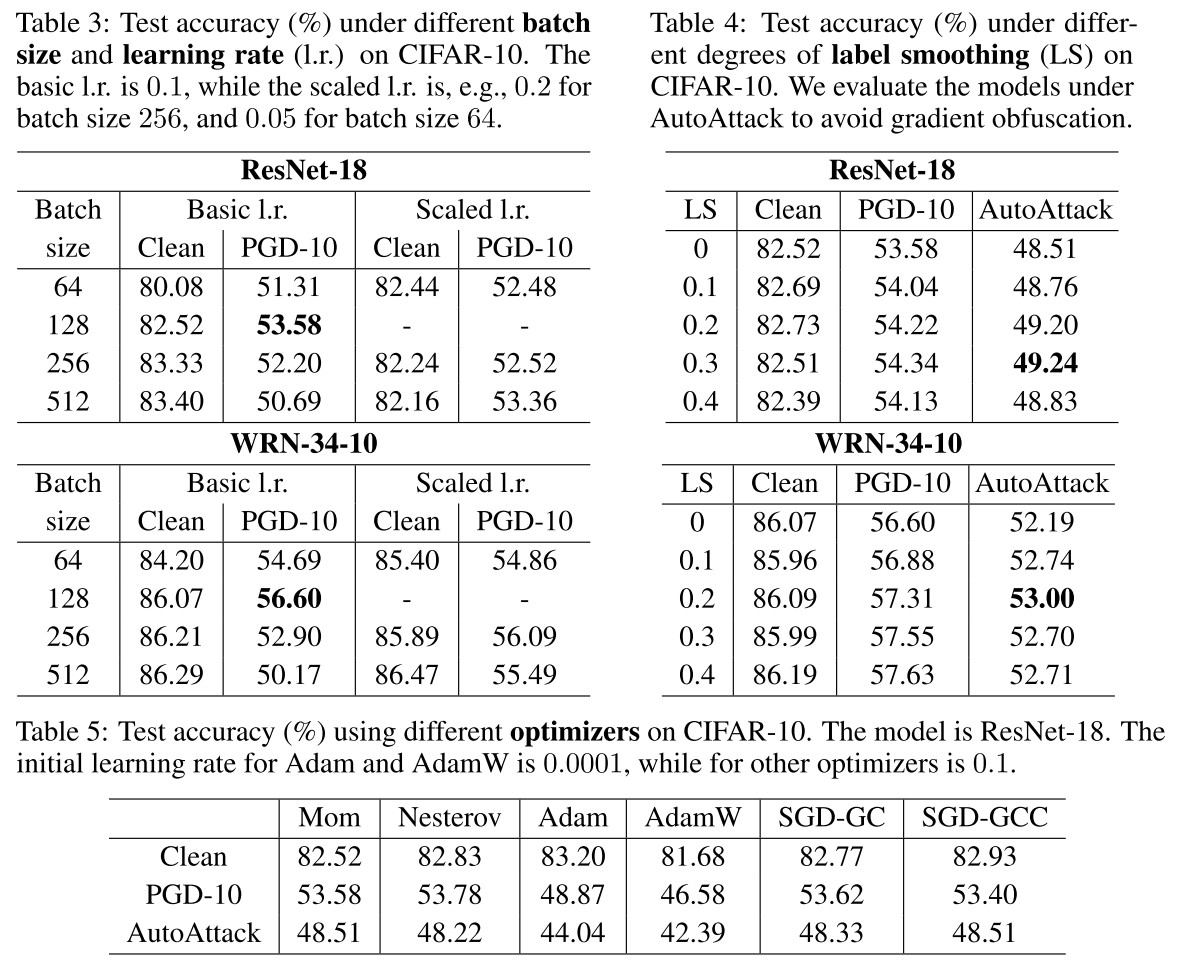 Table 3: Test accuracy (%) under different batch
size and learning rate (l.r.) on CIFAR-10. The
basic l.r. is 0.1, while the scaled l.r. is, e.g., 0.2 for
batch size 256, and 0.05 for batch size 64.
ResNet-18
Batch Basic l.r. Scaled l.r.
size Clean PGD-10 Clean PGD-10
64 80.08 51.31 82.44 52.48
128 82.52 53.58 - -
256 83.33 52.20 82.24 52.52
512 83.40 50.69 82.16 53.36
WRN-34-10
Batch Basic l.r. Scaled l.r.
size Clean PGD-10 Clean PGD-10
64 84.20 54.69 85.40 54.86
128 86.07 56.60 - -
256 86.21 52.90 85.89 56.09
512 86.29 50.17 86.47 55.49
Table 4: Test accuracy (%) under differ-
ent degrees of label smoothing (LS) on
CIFAR-10. We evaluate the models under
AutoAttack to avoid gradient obfuscation.
ResNet-18
LS Clean PGD-10 AutoAttack
0 82.52 53.58 48.51
0.1 82.69 54.04 48.76
0.2 82.73 54.22 49.20
0.3 82.51 54.34 49.24
0.4 82.39 54.13 48.83
WRN-34-10
LS Clean PGD-10 AutoAttack
0 86.07 56.60 52.19
0.1 85.96 56.88 52.74
0.2 86.09 57.31 53.00
0.3 85.99 57.55 52.70
0.4 86.19 57.63 52.71
Table 5: Test accuracy (%) using different optimizers on CIFAR-10. The model is ResNet-18. The
initial learning rate for Adam and AdamW is 0.0001, while for other optimizers is 0.1.
Mom Nesterov Adam AdamW SGD-GC SGD-GCC
Clean 82.52 82.83 83.20 81.68 82.77 82.93
PGD-10 53.58 53.78 48.87 46.58 53.62 53.40
AutoAttack 48.51 48.22 44.04 42.39 48.33 48.51